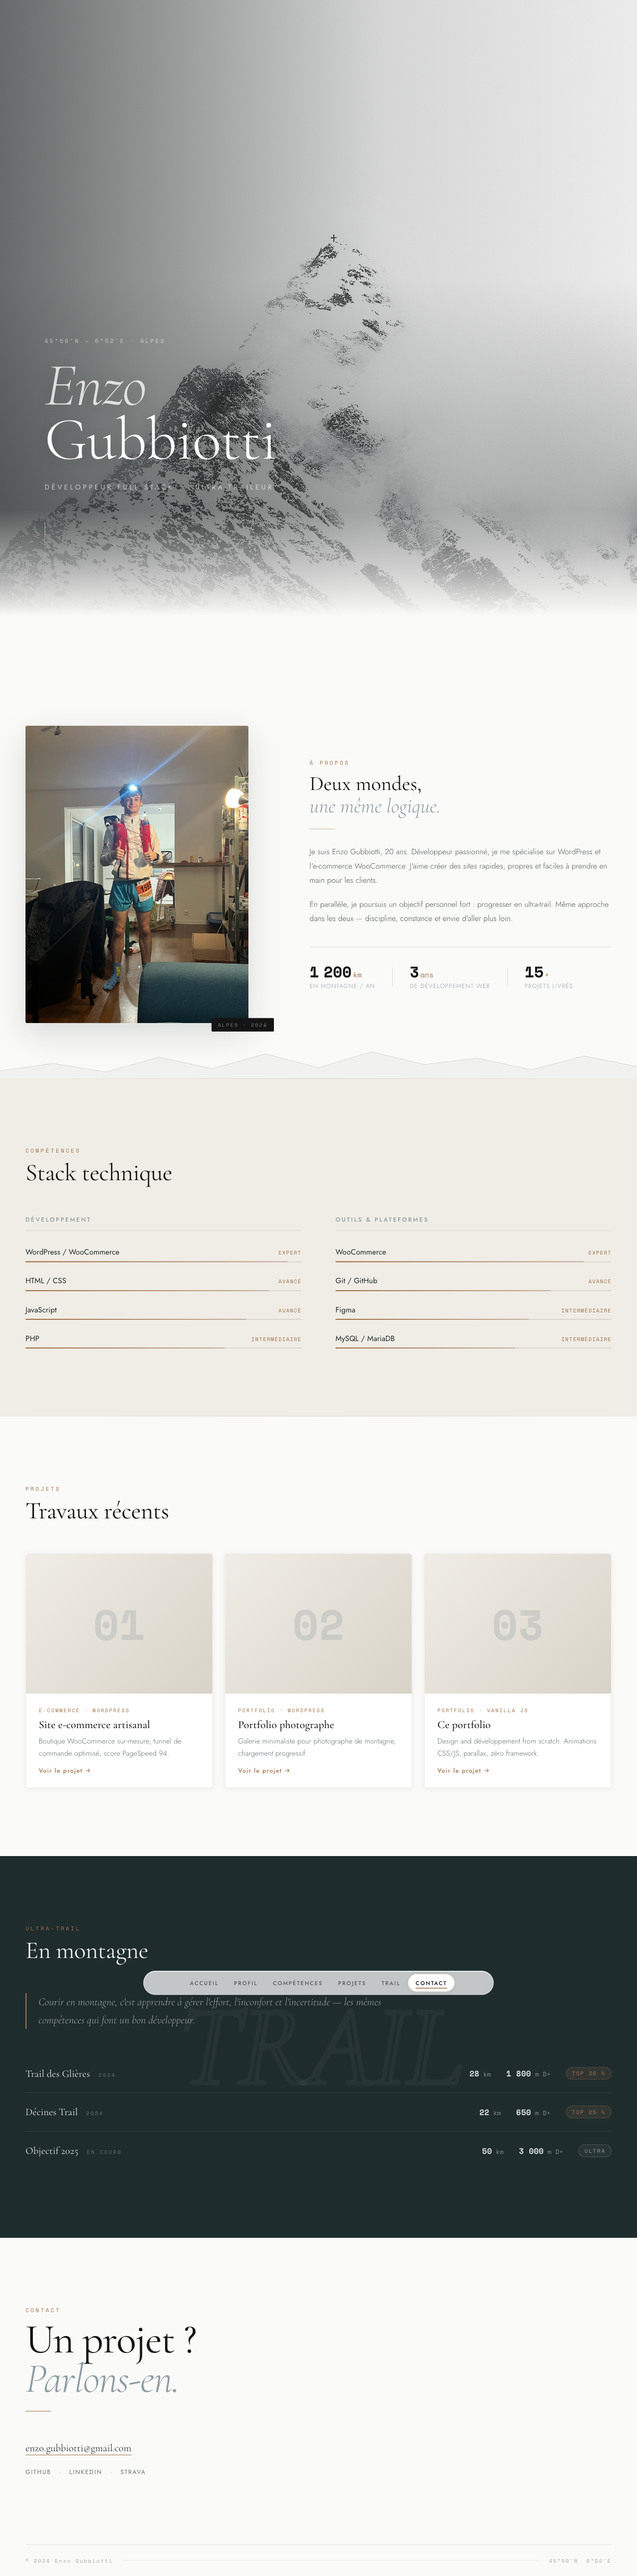 45°50'N — 6°52'E · ALPES
Enzo
Gubbiotti
DÉVELOPPEUR FULL STACK
À PROPOS
Deux mondes,
une même logique.
Je suis Enzo Gubbiotti, 20 ans. Développeur passionné, je me spécialise sur WordPress et
l'e-commerce WooCommerce. J'aime créer des sites rapides, propres et faciles à prendre en
main pour les clients.
En parallèle, je poursuis un objectif personnel fort : progresser en ultra-trail. Même approche
dans les deux — discipline, constance et envie d'aller plus loin.
1 200 km
EN MONTAGNE / AN
3 ans
DE DÉVELOPPEMENT WEB
15+
PROJETS LIVRÉS
ALPES · 2024
COMPÉTENCES
Stack technique
DÉVELOPPEMENT
WordPress / WooCommerce EXPERT
HTML / CSS AVANCÉ
JavaScript AVANCÉ
PHP INTERMÉDIAIRE
OUTILS & PLATEFORMES
WooCommerce EXPERT
Git / GitHub AVANCÉ
Figma INTERMÉDIAIRE
MySQL / MariaDB INTERMÉDIAIRE
PROJETS
Travaux récents
01
E-COMMERCE · WORDPRESS
Site e-commerce artisanal
Boutique WooCommerce sur-mesure, tunnel de
commande optimisé, score PageSpeed 94.
Voir le projet →
02
PORTFOLIO · WORDPRESS
Portfolio photographe
Galerie minimaliste pour photographe de montagne,
chargement progressif.
Voir le projet →
03
PORTFOLIO · VANILLA JS
Ce portfolio
Design and développement from scratch. Animations
CSS/JS, parallax, zéro framework.
Voir le projet →
ULTRA-TRAIL
En montagne
ACCUEIL PROFIL COMPÉTENCES PROJETS TRAIL CONTACT
Courir en montagne, c'est apprendre à gérer l'effort, l'inconfort et l'incertitude — les mêmes
compétences qui font un bon développeur.
TRAIL
Trail des Glières 2024 28 km 1 800 m D+
Décines Trail 2024 22 km 650 m D+
Objectif 2025 EN COURS 50 km 3 000 m D+ ULTRA
CONTACT
Un projet ?
Parlons-en.
enzo.gubbiotti@gmail.com
GITHUB · LINKEDIN · STRAVA
© 2024 Enzo Gubbiotti
45°50'N 6°52'E